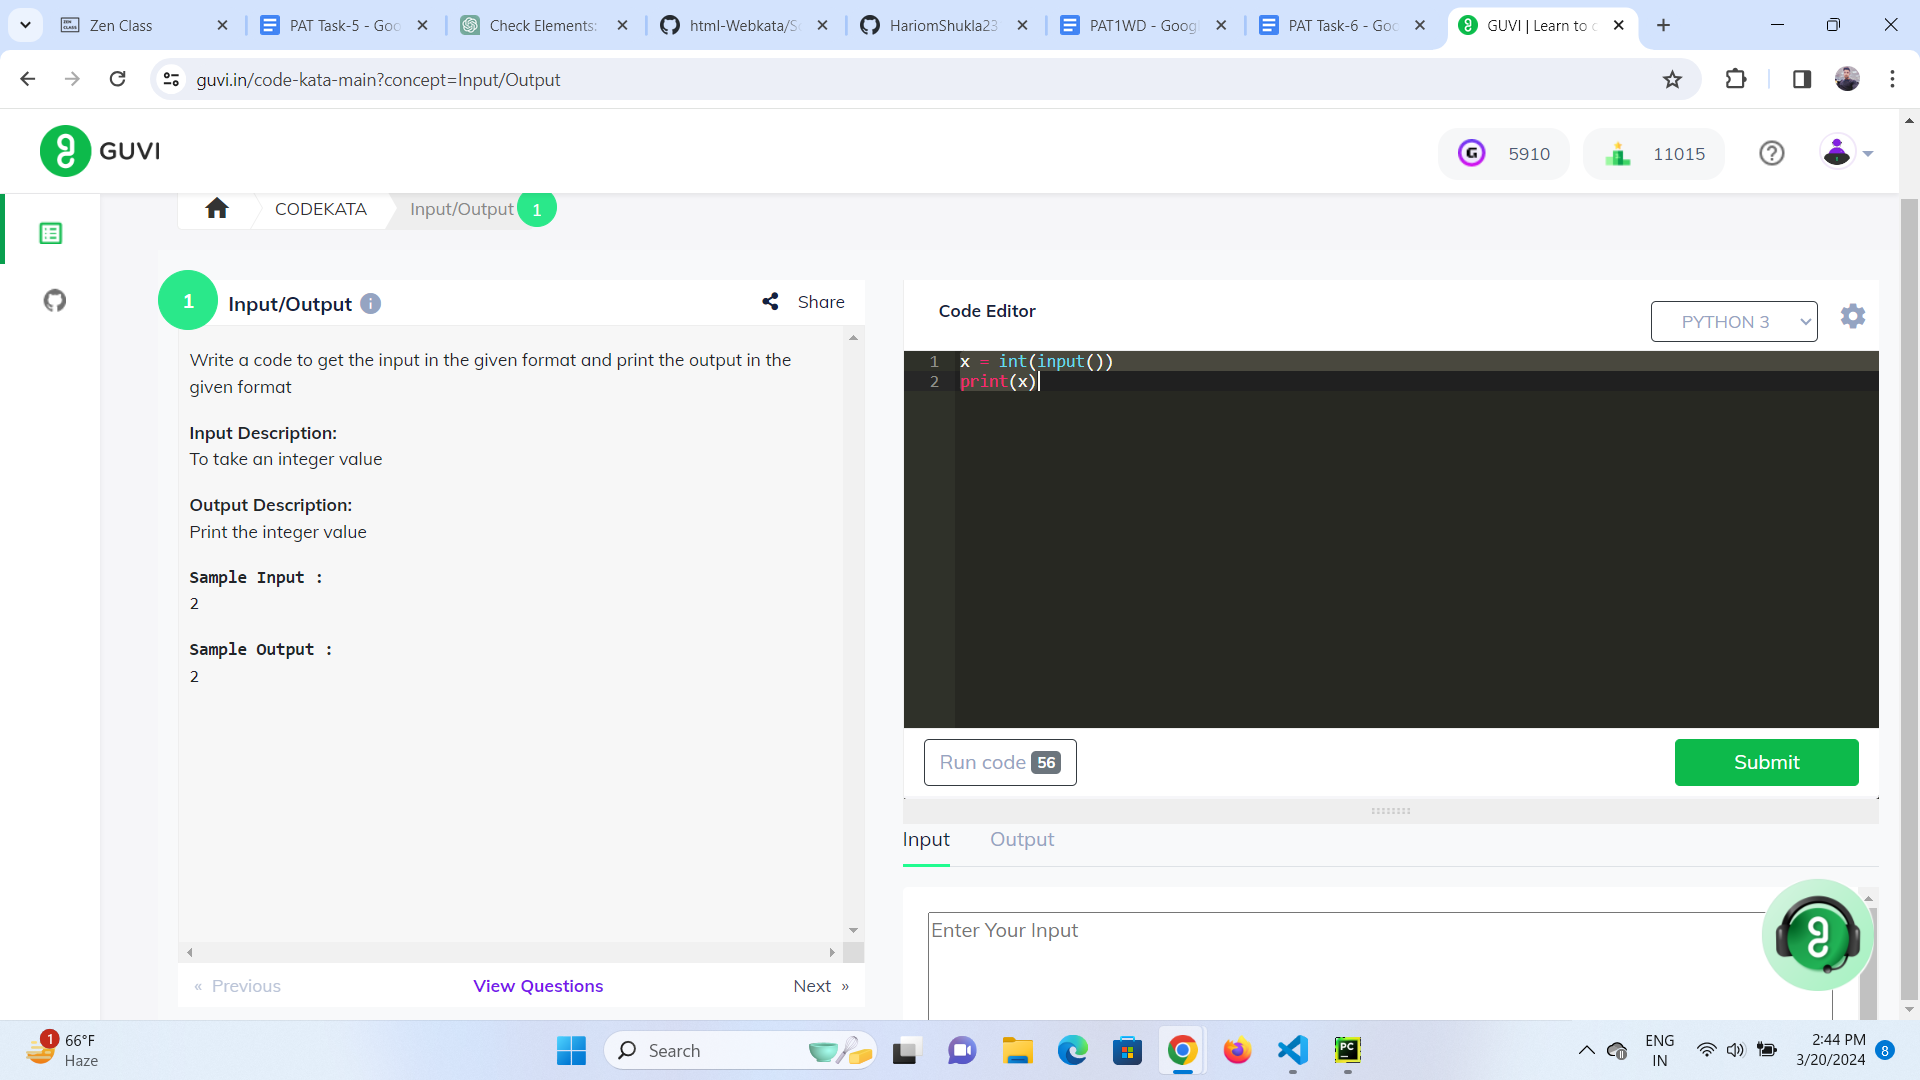 Zen Class
PAT Task-5 - Goo
Check Elements:
html-Webkata/Sc
HariomShukla23
PAT1WD - Goog
PAT Task-6 - Goo
GUVI | Learn to c
guvi.in/code-kata-main?concept=Input/Output
GUVI
5910
11015
CODEKATA
Input/Output
1
1
Input/Output
Share
Write a code to get the input in the given format and print the output in the
given format
Input Description:
To take an integer value
Output Description:
Print the integer value
Sample Input :
2
Sample Output :
2
« Previous
View Questions
Next »
Code Editor
PYTHON 3
1 x = int(input())
2 print(x)
Run code 56
Submit
Input
Output
Enter Your Input
1
66°F
Haze
Search
PC
ENG
IN
2:44 PM
3/20/2024
8